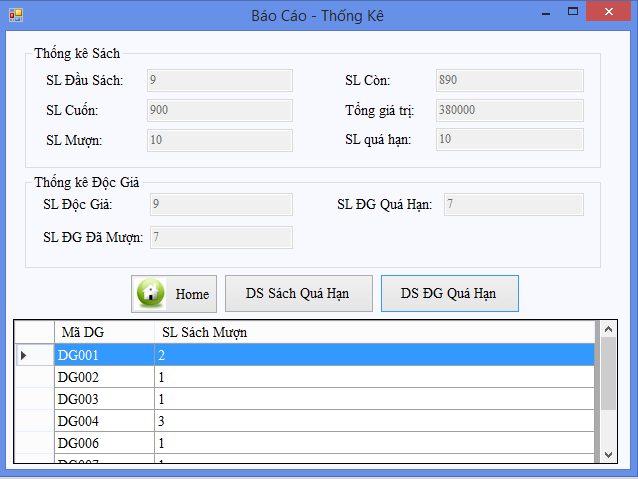 Báo Cáo - Thống Kê
Thống kê Sách
SL Đầu Sách: 9 SL Còn: 890
SL Cuốn: 900 Tổng giá trị: 380000
SL Mượn: 10 SL quá hạn: 10
Thống kê Độc Giả
SL Độc Giả: 9 SL ĐG Quá Hạn: 7
SL ĐG Đã Mượn: 7
Home DS Sách Quá Hạn DS ĐG Quá Hạn
Mã DG SL Sách Mượn
DG001 2
DG002 1
DG003 1
DG004 3
DG006 1
DG007 1